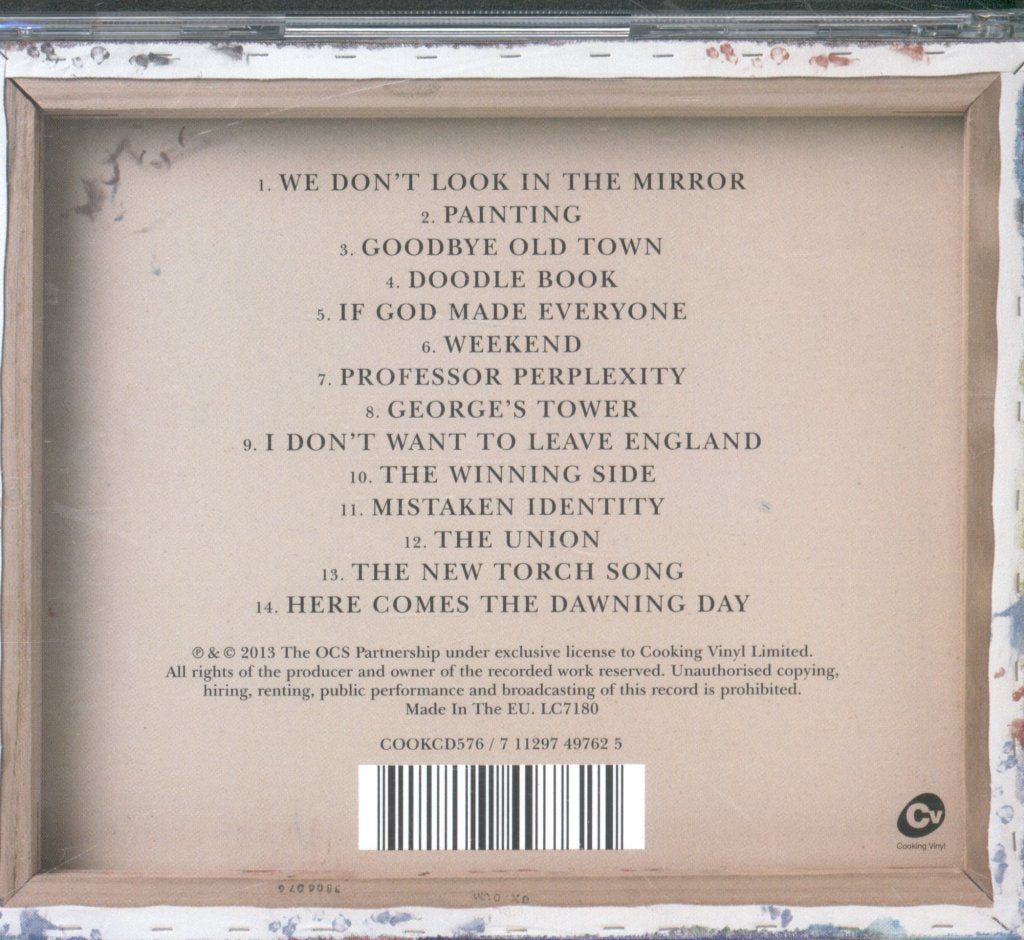 1. WE DON'T LOOK IN THE MIRROR
2. PAINTING
3. GOODBYE OLD TOWN
4. DOODLE BOOK
5. IF GOD MADE EVERYONE
6. WEEKEND
7. PROFESSOR PERPLEXITY
8. GEORGE'S TOWER
9. I DON'T WANT TO LEAVE ENGLAND
10. THE WINNING SIDE
11. MISTAKEN IDENTITY
12. THE UNION
13. THE NEW TORCH SONG
14. HERE COMES THE DAWNING DAY
℗ & © 2013 The OCS Partnership under exclusive license to Cooking Vinyl Limited.
All rights of the producer and owner of the recorded work reserved. Unauthorised copying,
hiring, renting, public performance and broadcasting of this record is prohibited.
Made In The EU. LC7180
COOKCD576 / 7 11297 49762 5
Cv
Cooking Vinyl